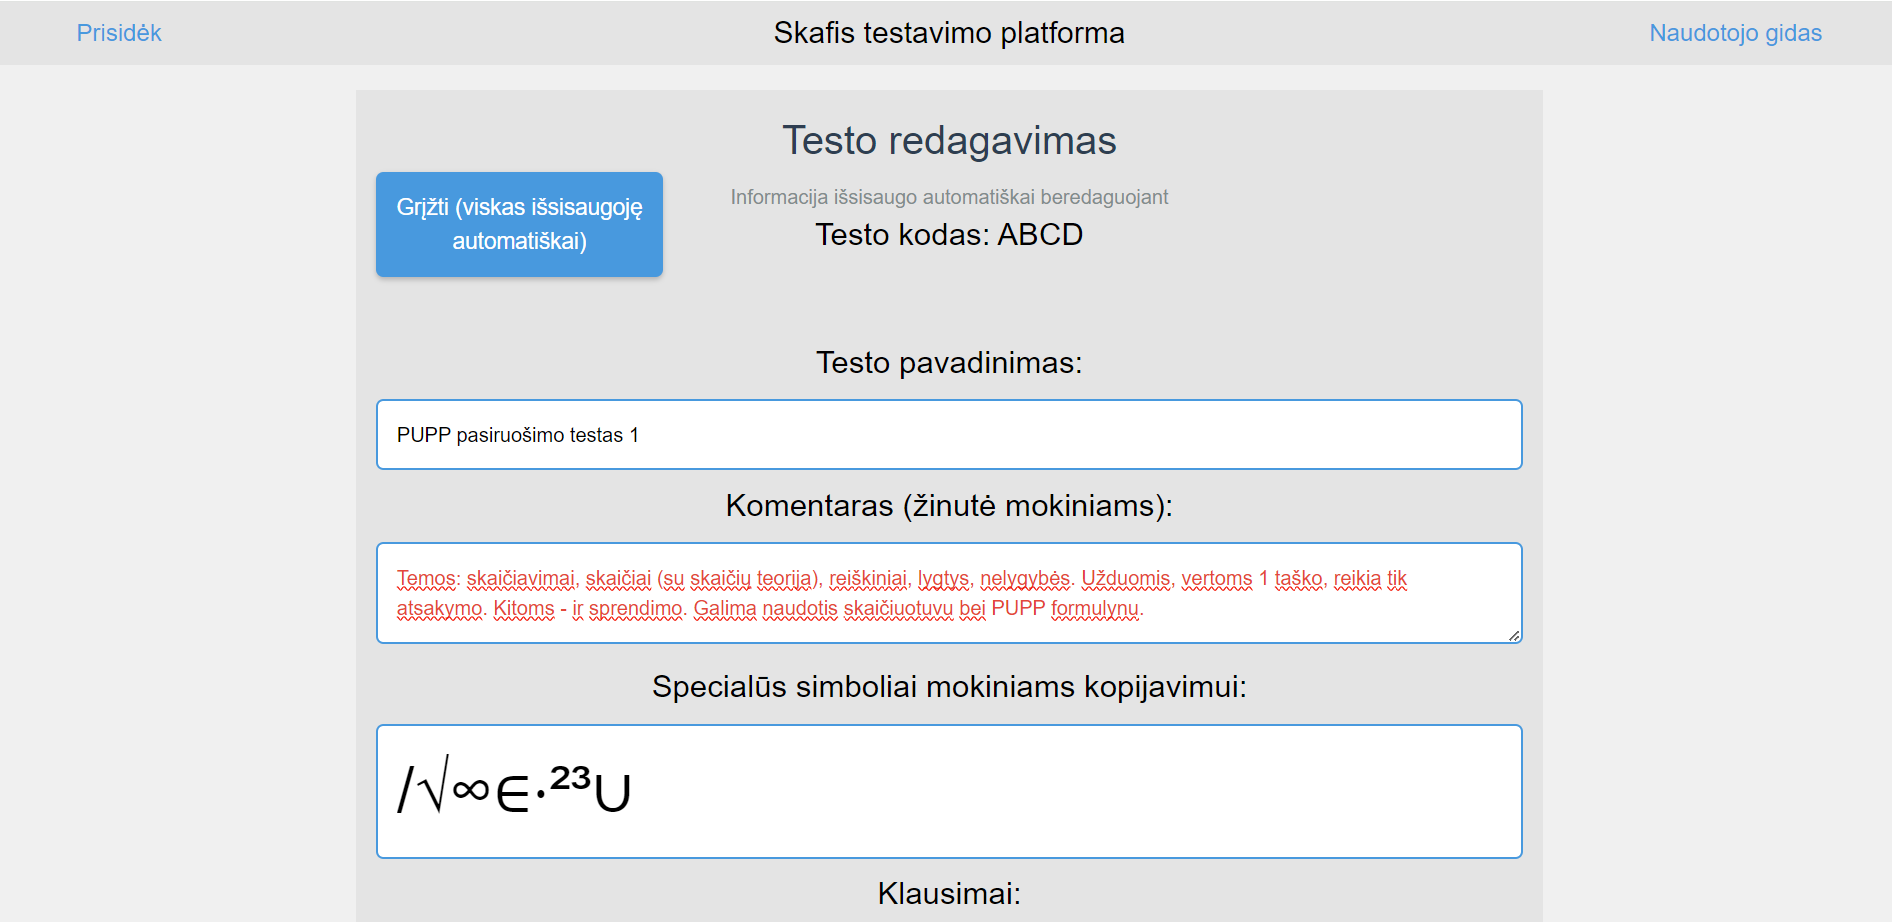 Prisidėk
Skafis testavimo platforma
Naudotojo gidas
Testo redagavimas
Grįžti (viskas išsisaugoję
automatiškai)
Informacija išsisaugo automatiškai beredaguojant
Testo kodas: ABCD
Testo pavadinimas:
PUPP pasiruošimo testas 1
Komentaras (žinutė mokiniams):
Temos: skaičiavimai, skaičiai (su skaičių teorija), reiškiniai, lygtys, nelygybės. Užduomis, vertoms 1 taško, reikia tik
atsakymo. Kitoms - ir sprendimo. Galima naudotis skaičiuotuvu bei PUPP formulynu.
Specialūs simboliai mokiniams kopijavimui:
/√∞∈·²³U
Klausimai: